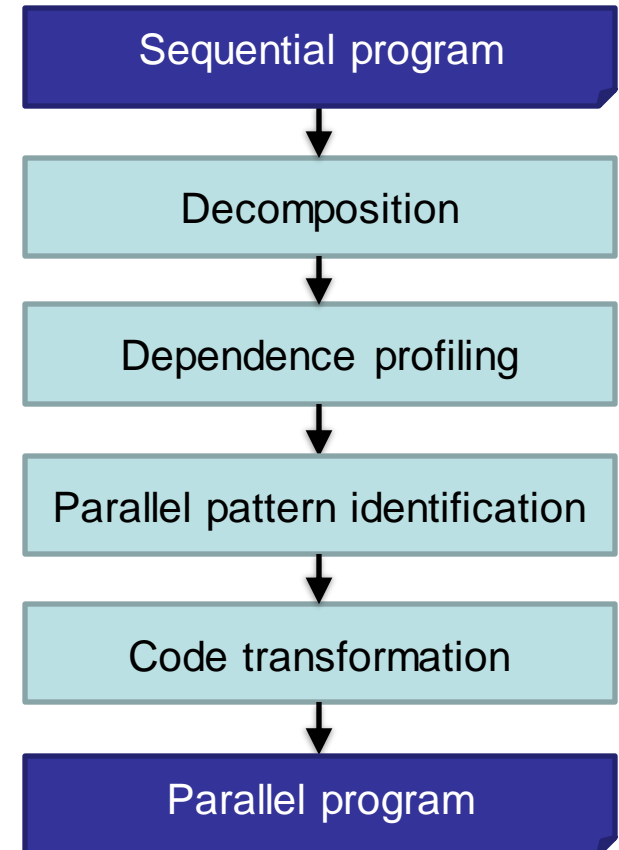 Sequential program
Decomposition
Dependence profiling
Parallel pattern identification
Code transformation
Parallel program